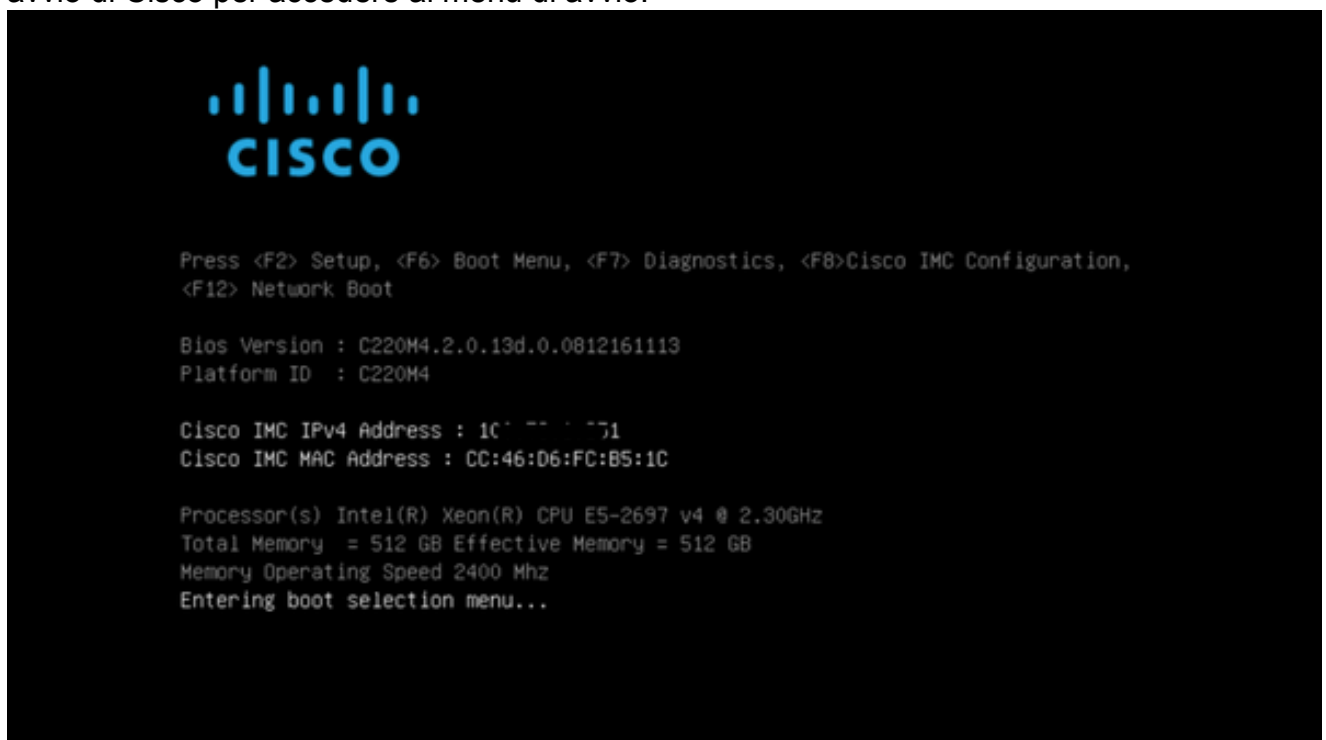 CISCO
Press <F2> Setup, <F6> Boot Menu, <F7> Diagnostics, <F8>Cisco IMC Configuration,
<F12> Network Boot
Bios Version : C220M4.2.0.13d.0.0812161113
Platform ID : C220M4
Cisco IMC IPv4 Address :
Cisco IMC MAC Address : CC:46:D6:FC:B5:1C
Processor(s) Intel(R) Xeon(R) CPU E5-2697 v4 @ 2.30GHz
Total Memory = 512 GB Effective Memory = 512 GB
Memory Operating Speed 2400 Mhz
Entering boot selection menu...